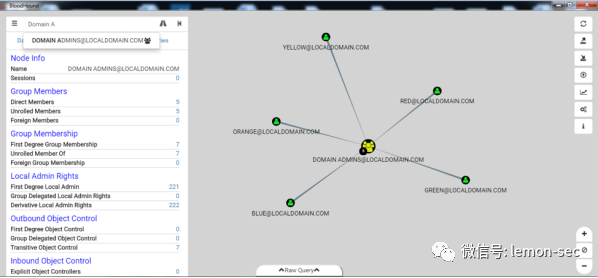 BloodHound
Domain A
DOMAIN ADMINS@LOCALDOMAIN.COM
Node Info
Name DOMAIN ADMINS@LOCALDOMAIN.COM
Sessions 0
Group Members
Direct Members 5
Unrolled Members 5
Foreign Members 0
Group Membership
First Degree Group Membership 7
Unrolled Member Of 7
Foreign Group Membership 0
Local Admin Rights
First Degree Local Admin 221
Group Delegated Local Admin Rights 0
Derivative Local Admin Rights 222
Outbound Object Control
First Degree Object Control 0
Group Delegated Object Control 0
Transitive Object Control 7
Inbound Object Control
Explicit Object Controllers
YELLOW@LOCALDOMAIN.COM
RED@LOCALDOMAIN.COM
ORANGE@LOCALDOMAIN.COM
DOMAIN ADMINS@LOCALDOMAIN.COM
GREEN@LOCALDOMAIN.COM
BLUE@LOCALDOMAIN.COM
Raw Query
微信号: lemon-sec